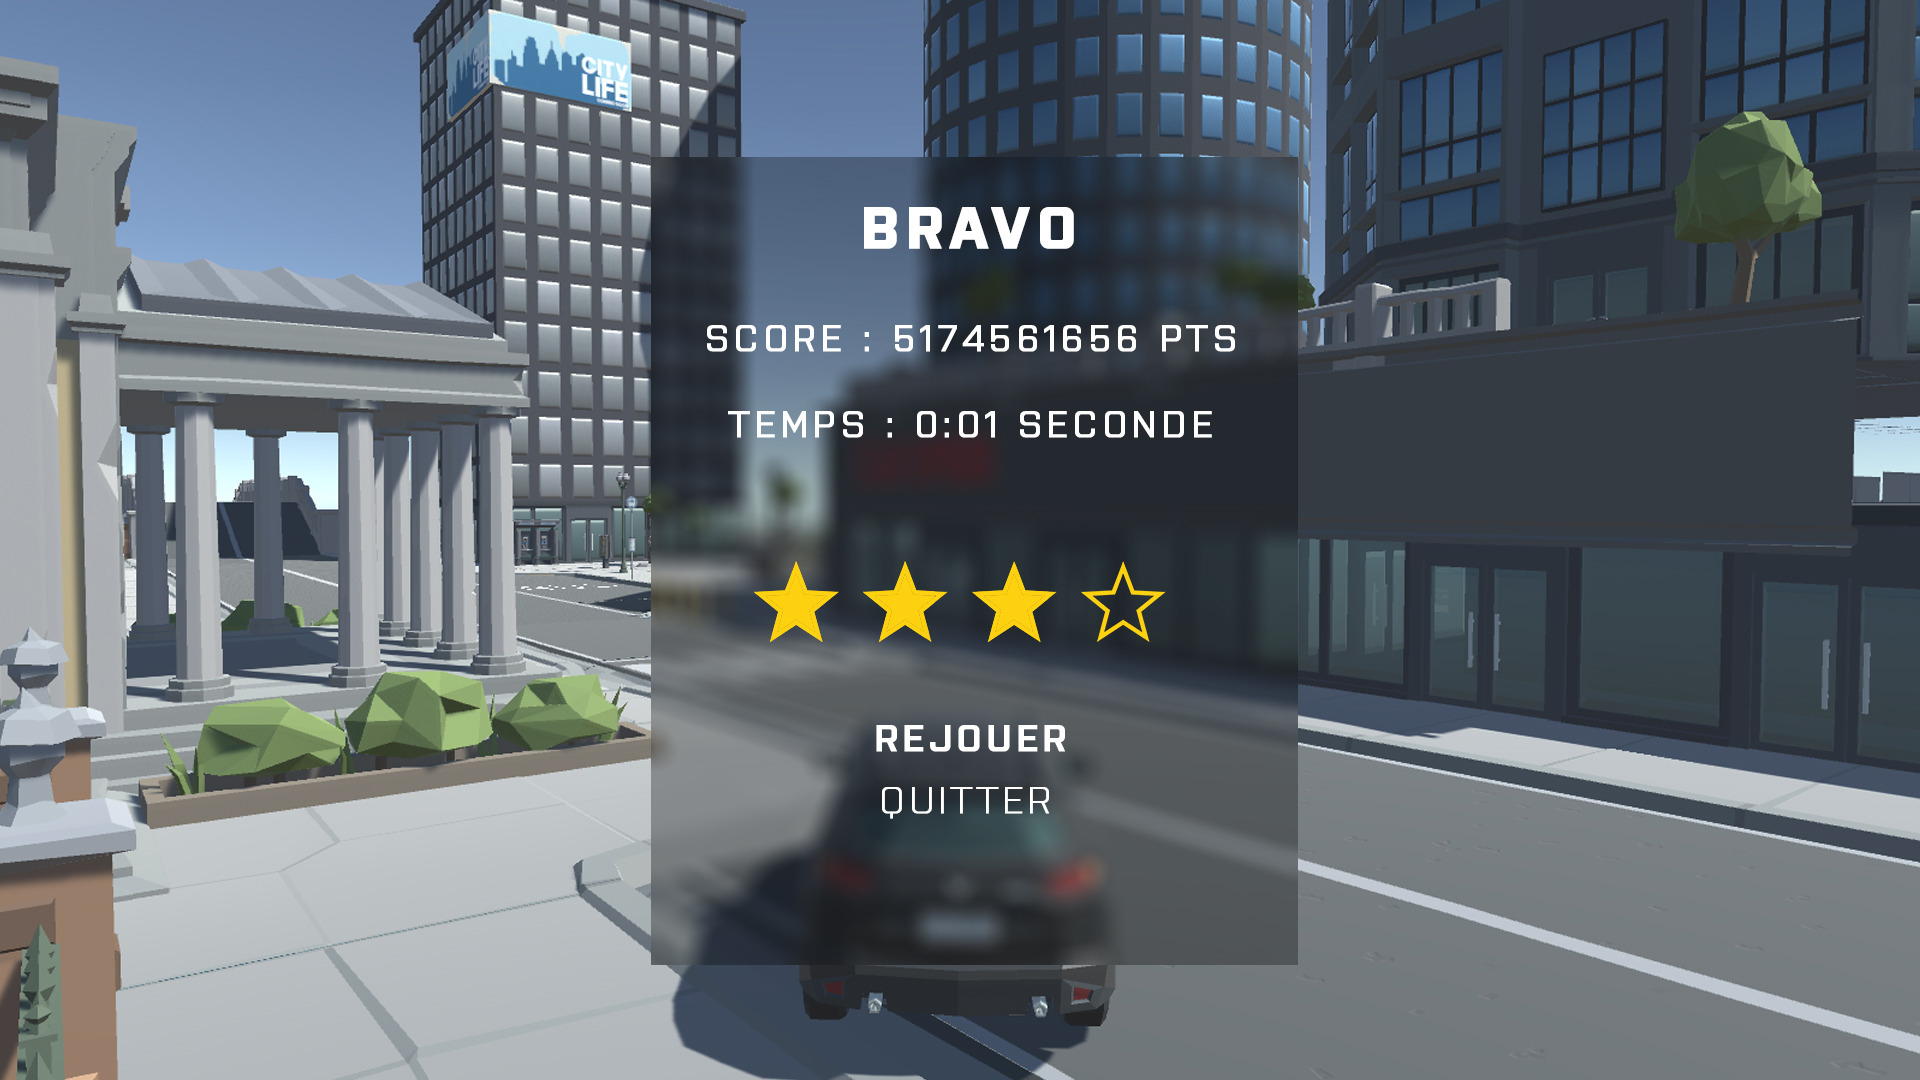 CITY
LIFE
BRAVO
SCORE : 5174561656 PTS
TEMPS : 0:01 SECONDE
REJOUER
QUITTER